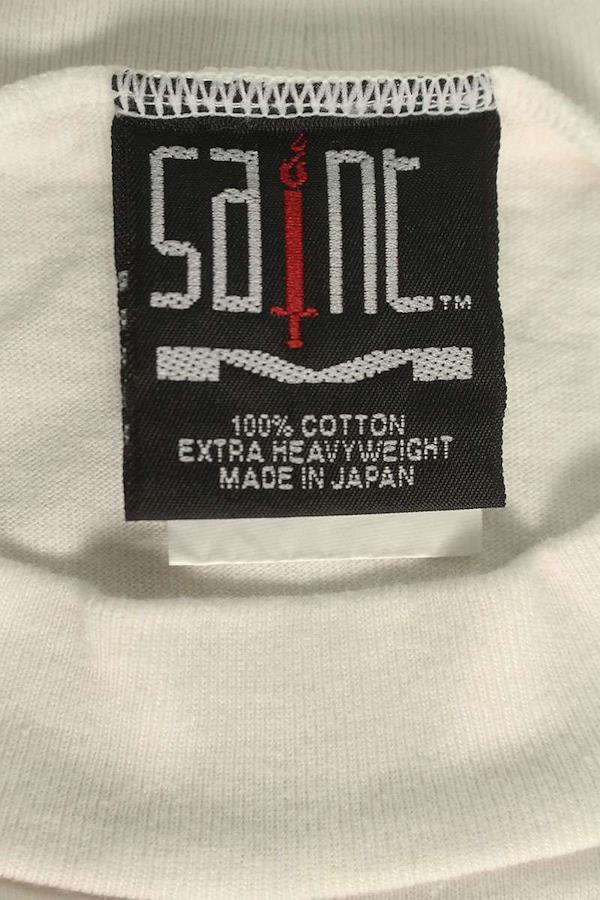 saint™
100% COTTON
EXTRA HEAVYWEIGHT
MADE IN JAPAN